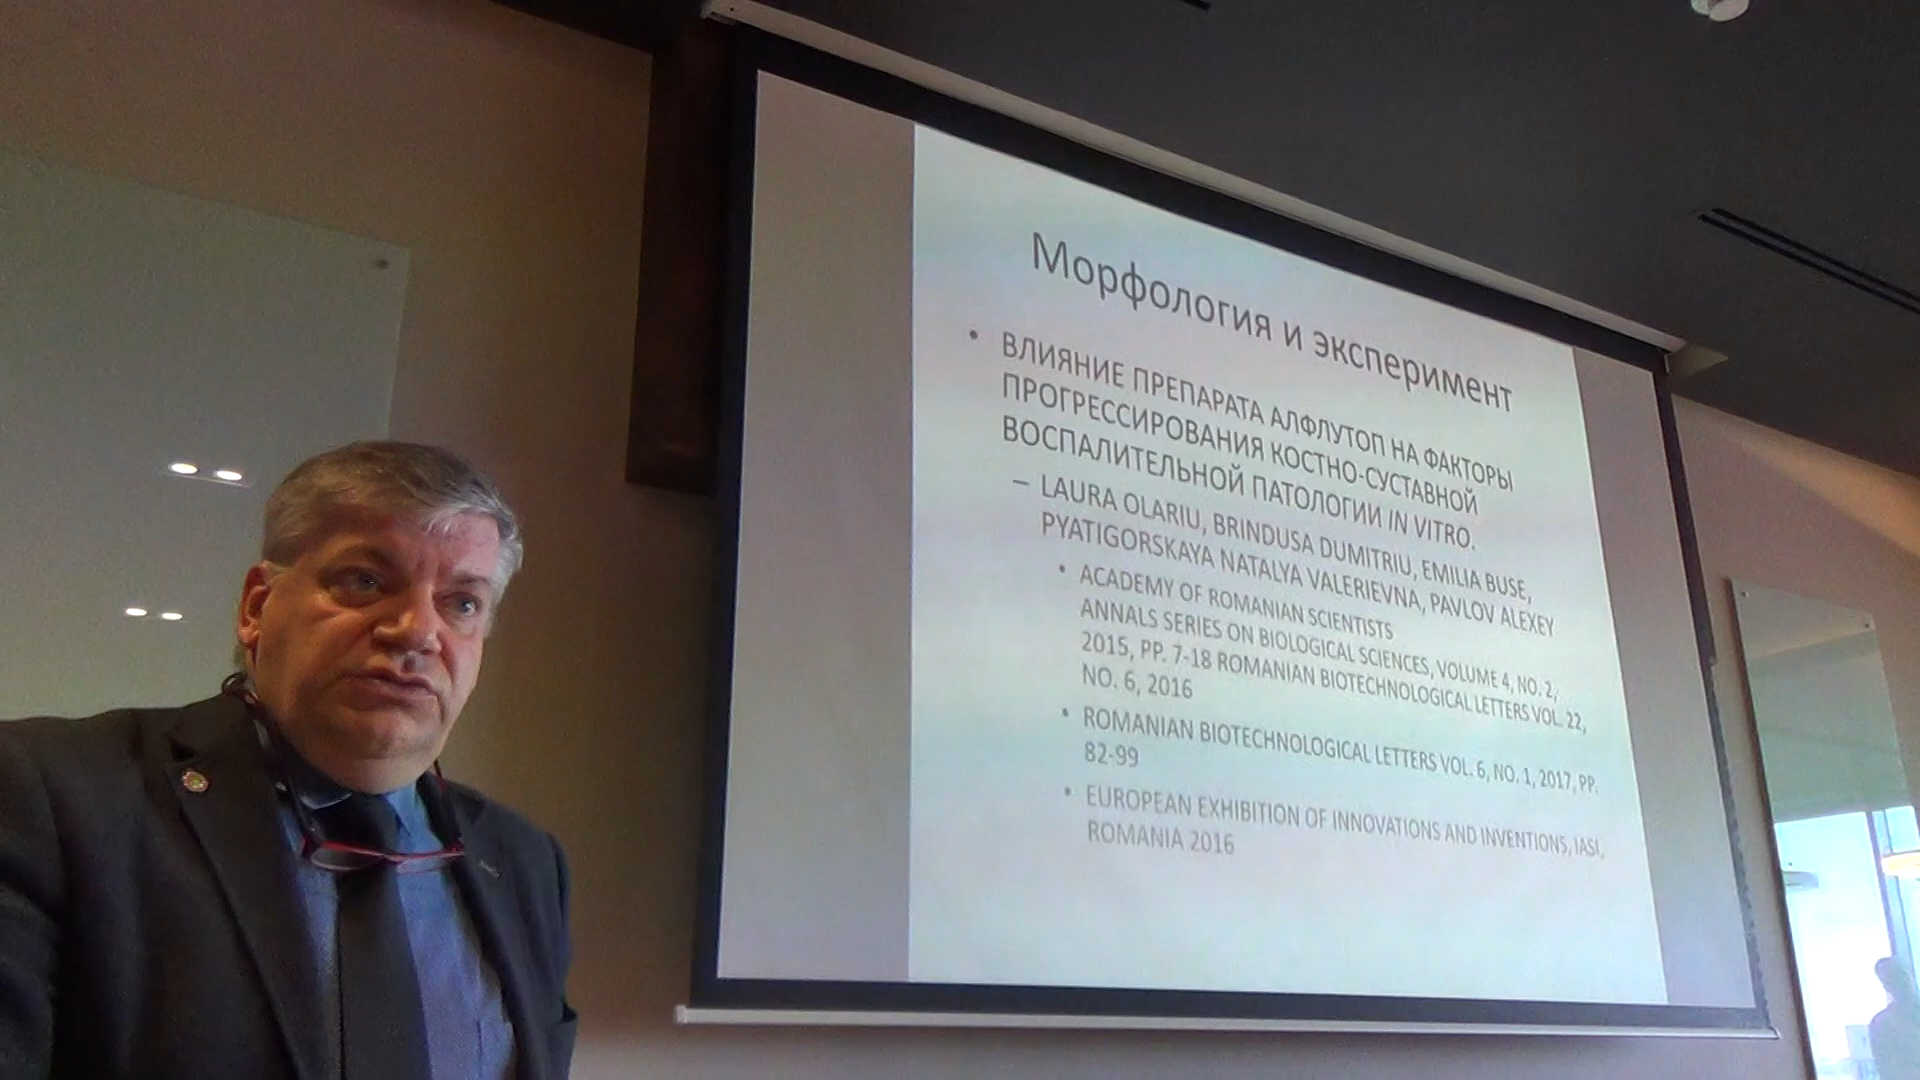 Морфология и эксперимент
• ВЛИЯНИЕ ПРЕПАРАТА АЛФЛУТОП НА ФАКТОРЫ
ПРОГРЕССИРОВАНИЯ КОСТНО-СУСТАВНОЙ
ВОСПАЛИТЕЛЬНОЙ ПАТОЛОГИИ IN VITRO.
– LAURA OLARIU, BRINDUSA DUMITRIU, EMILIA BUSE,
PYATIGORSKAYA NATALYA VALERIEVNA, PAVLOV ALEXEY
• ACADEMY OF ROMANIAN SCIENTISTS
ANNALS SERIES ON BIOLOGICAL SCIENCES, VOLUME 4, NO. 2,
2015, PP. 7-18 ROMANIAN BIOTECHNOLOGICAL LETTERS VOL. 22,
NO. 6, 2016
• ROMANIAN BIOTECHNOLOGICAL LETTERS VOL. 6, NO. 1, 2017, PP.
82-99
• EUROPEAN EXHIBITION OF INNOVATIONS AND INVENTIONS, IASI,
ROMANIA 2016